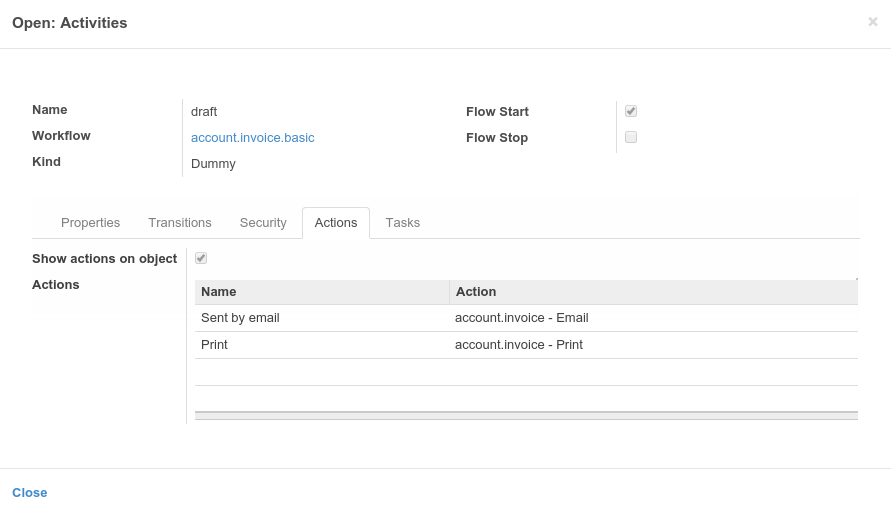 Open: Activities ×
Name draft Flow Start
Workflow account.invoice.basic Flow Stop
Kind Dummy
Properties Transitions Security Actions Tasks
Show actions on object
Actions
Name Action
Sent by email account.invoice - Email
Print account.invoice - Print
Close